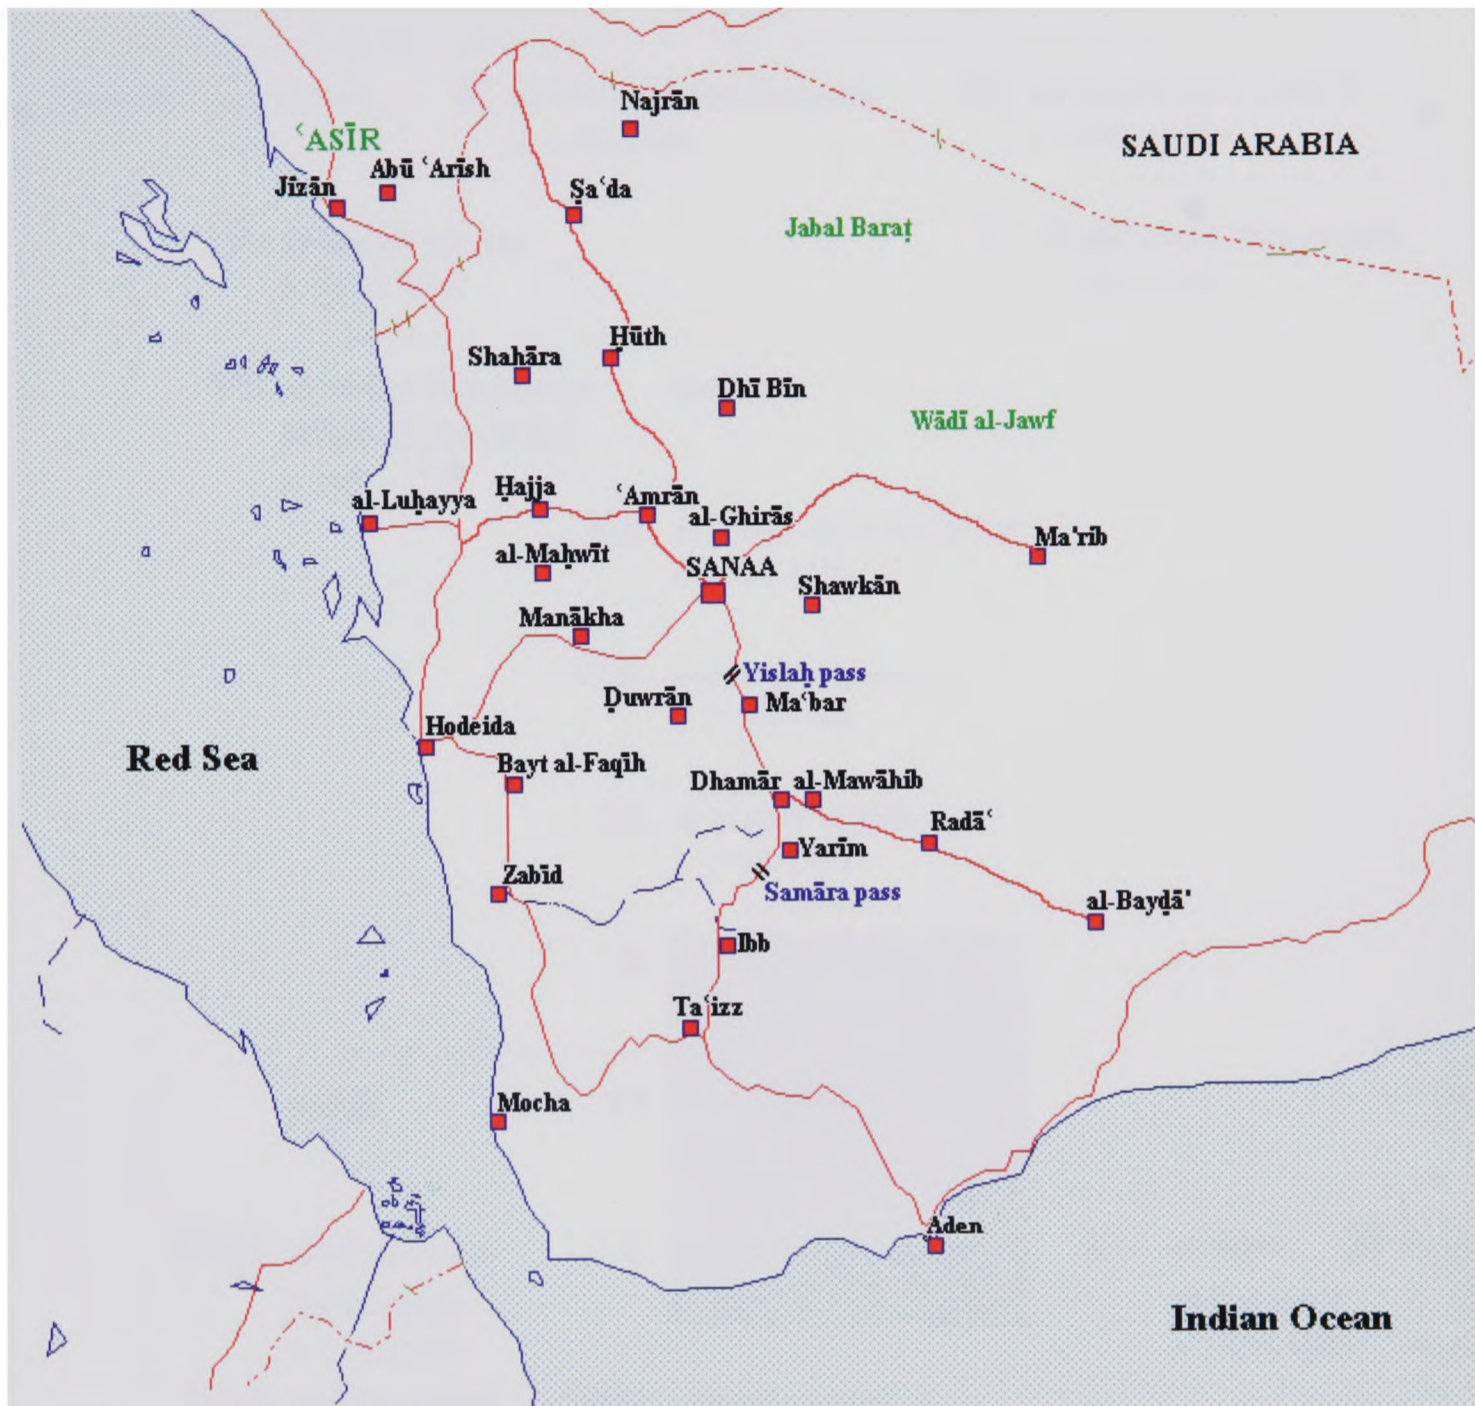 Najrān
ʿASĪR
SAUDI ARABIA
Abū ʿArīsh
Jīzān
Ṣaʿda
Jabal Baraṭ
Ḥūth
Shahāra
Dhī Bīn
Wādī al-Jawf
Ḥajja
al-Luḥayya
ʿAmrān
al-Ghirās
Ma'rib
al-Maḥwīt
SANAA
Shawkān
Manākha
Yislaḥ pass
Ḍuwrān
Maʿbar
Hodeida
Red Sea
Bayt al-Faqīh
Dhamār
al-Mawāhib
Radāʿ
Yarīm
Zabīd
Samāra pass
al-Bayḍā'
Ibb
Taʿizz
Mocha
Aden
Indian Ocean